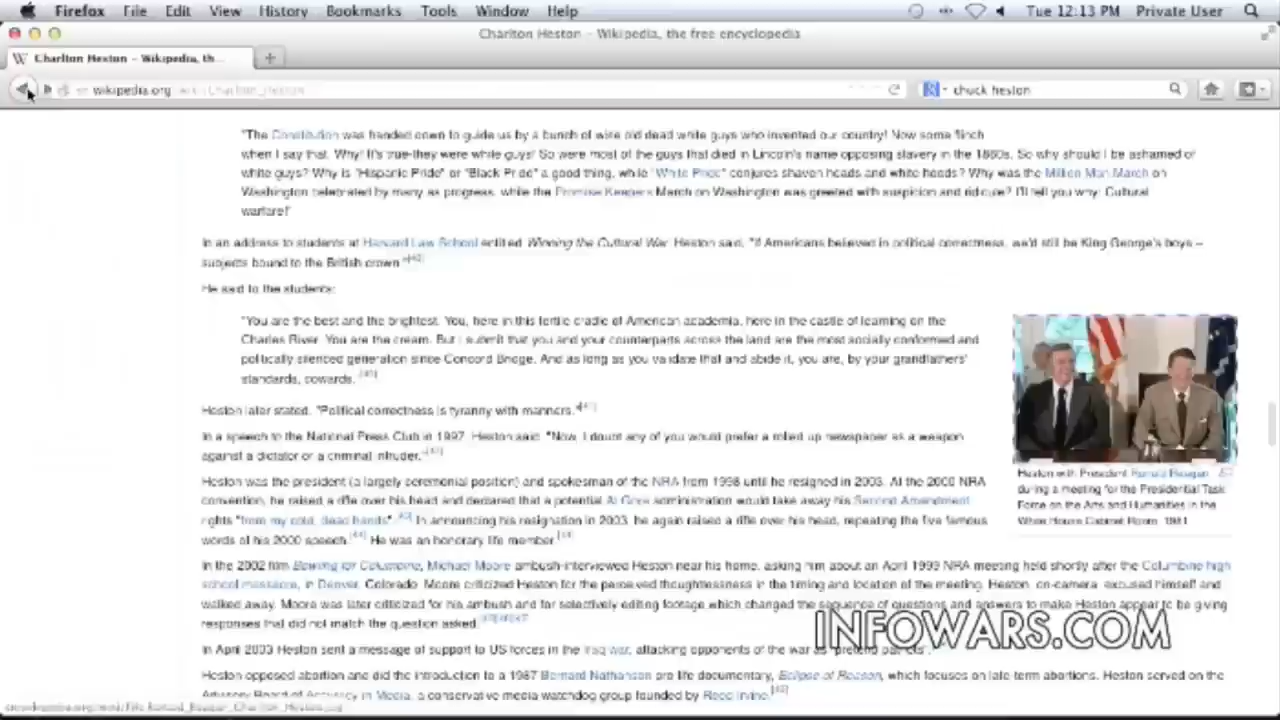 Firefox File Edit View History Bookmarks Tools Window Help
Tue 12:13 PM Private User
Charlton Heston – Wikipedia, the free encyclopedia
Charlton Heston – Wikipedia, th...
wikipedia.org
chuck heston
"The Constitution was handed down to guide us by a bunch of wise old dead white guys who invented our country! Now some flinch
when I say that. Why! It's true-they were white guys! So were most of the guys that died in Lincoln's name opposing slavery in the 1860s. So why should I be ashamed of
white guys? Why is "Hispanic Pride" or "Black Pride" a good thing, while "White Pride" conjures shaven heads and white hoods? Why was the Million Man March on
Washington celebrated by many as progress, while the Promise Keepers March on Washington was greeted with suspicion and ridicule? I'll tell you why: Cultural
warfare!"
In an address to students at Harvard Law School entitled Winning the Cultural War, Heston said, "If Americans believed in political correctness, we'd still be King George's boys –
subjects bound to the British crown."
He said to the students:
"You are the best and the brightest. You, here in this fertile cradle of American academia, here in the castle of learning on the
Charles River. You are the cream. But I submit that you and your counterparts across the land are the most socially conformed and
politically silenced generation since Concord Bridge. And as long as you validate that and abide it, you are, by your grandfathers'
standards, cowards.
Heston later stated, "Political correctness is tyranny with manners."
In a speech to the National Press Club in 1997, Heston said, "Now, I doubt any of you would prefer a rolled up newspaper as a weapon
against a dictator or a criminal intruder."
Heston was the president (a largely ceremonial position) and spokesman of the NRA from 1998 until he resigned in 2003. At the 2000 NRA
convention, he raised a rifle over his head and declared that a potential Al Gore administration would take away his Second Amendment
rights "from my cold, dead hands". In announcing his resignation in 2003, he again raised a rifle over his head, repeating the five famous
words of his 2000 speech. He was an honorary life member.
Heston with President Ronald Reagan
during a meeting for the Presidential Task
Force on the Arts and Humanities in the
White House Cabinet Room, 1981
In the 2002 film Bowling for Columbine, Michael Moore ambush-interviewed Heston near his home, asking him about an April 1999 NRA meeting held shortly after the Columbine high
school massacre, in Denver, Colorado. Moore criticized Heston for the perceived thoughtlessness in the timing and location of the meeting. Heston, on-camera, excused himself and
walked away. Moore was later criticized for his ambush and for selectively editing footage which changed the sequence of questions and answers to make Heston appear to be giving
responses that did not match the question asked.
In April 2003 Heston sent a message of support to US forces in the Iraq war, attacking opponents of the war as "pretend patriots".
Heston opposed abortion and did the introduction to a 1987 Bernard Nathanson pro life documentary, Eclipse of Reason, which focuses on late term abortions. Heston served on the
Advisory Board of Accuracy in Media, a conservative media watchdog group founded by Reed Irvine.
INFOWARS.COM